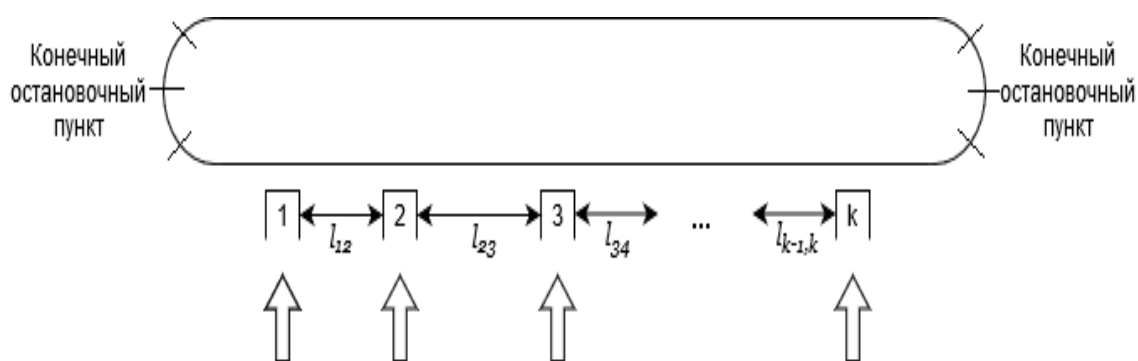 Конечный
остановочный
пункт
Конечный
остановочный
пункт
1 2 3 ... k
l₁₂ l₂₃ l₃₄ lₖ₋₁,ₖ